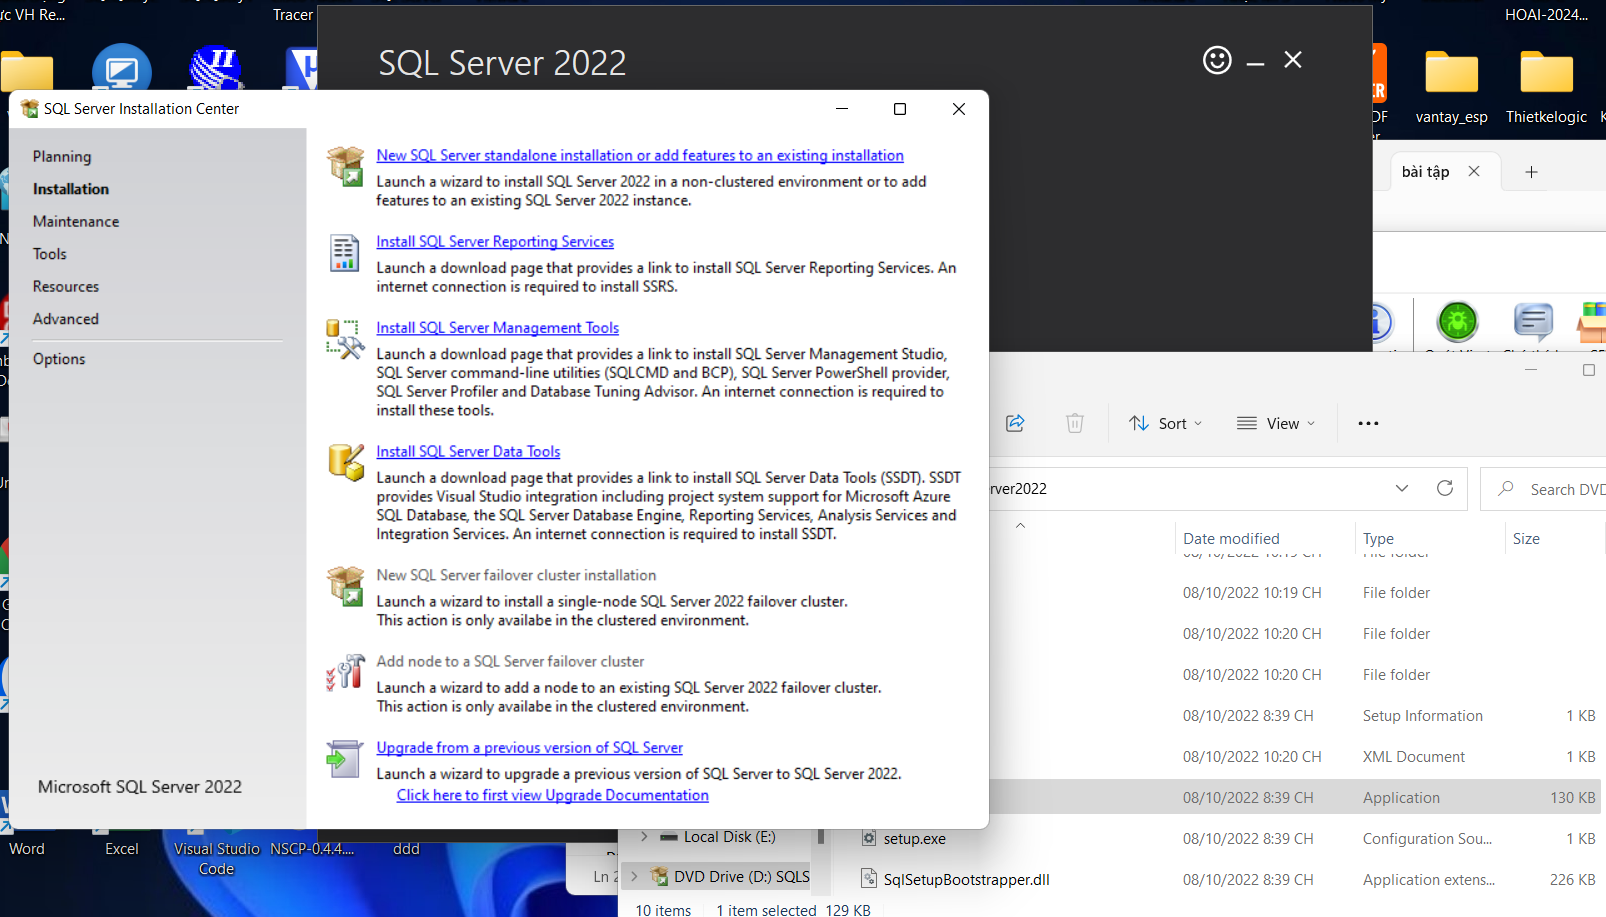 ực VH Re...
Tracer
HOAI-2024...
SQL Server 2022
vantay_esp
Thietkelogic
SQL Server Installation Center
Planning
Installation
Maintenance
Tools
Resources
Advanced
Options
Microsoft SQL Server 2022
New SQL Server standalone installation or add features to an existing installation
Launch a wizard to install SQL Server 2022 in a non-clustered environment or to add
features to an existing SQL Server 2022 instance.
Install SQL Server Reporting Services
Launch a download page that provides a link to install SQL Server Reporting Services. An
internet connection is required to install SSRS.
Install SQL Server Management Tools
Launch a download page that provides a link to install SQL Server Management Studio,
SQL Server command-line utilities (SQLCMD and BCP), SQL Server PowerShell provider,
SQL Server Profiler and Database Tuning Advisor. An internet connection is required to
install these tools.
Install SQL Server Data Tools
Launch a download page that provides a link to install SQL Server Data Tools (SSDT). SSDT
provides Visual Studio integration including project system support for Microsoft Azure
SQL Database, the SQL Server Database Engine, Reporting Services, Analysis Services and
Integration Services. An internet connection is required to install SSDT.
New SQL Server failover cluster installation
Launch a wizard to install a single-node SQL Server 2022 failover cluster.
This action is only availabe in the clustered environment.
Add node to a SQL Server failover cluster
Launch a wizard to add a node to an existing SQL Server 2022 failover cluster.
This action is only availabe in the clustered environment.
Upgrade from a previous version of SQL Server
Launch a wizard to upgrade a previous version of SQL Server to SQL Server 2022.
Click here to first view Upgrade Documentation
bài tập
Sort
View
rver2022
Search DVD
Date modified Type Size
08/10/2022 10:19 CH File folder
08/10/2022 10:19 CH File folder
08/10/2022 10:20 CH File folder
08/10/2022 10:20 CH File folder
08/10/2022 8:39 CH Setup Information 1 KB
08/10/2022 10:20 CH XML Document 1 KB
08/10/2022 8:39 CH Application 130 KB
setup.exe 08/10/2022 8:39 CH Configuration Sou... 1 KB
SqlSetupBootstrapper.dll 08/10/2022 8:39 CH Application extens... 226 KB
Local Disk (E:)
DVD Drive (D:) SQLS
10 items 1 item selected 129 KB
Ln 2
Word
Excel
Visual Studio
Code
NSCP-0.4.4....
ddd